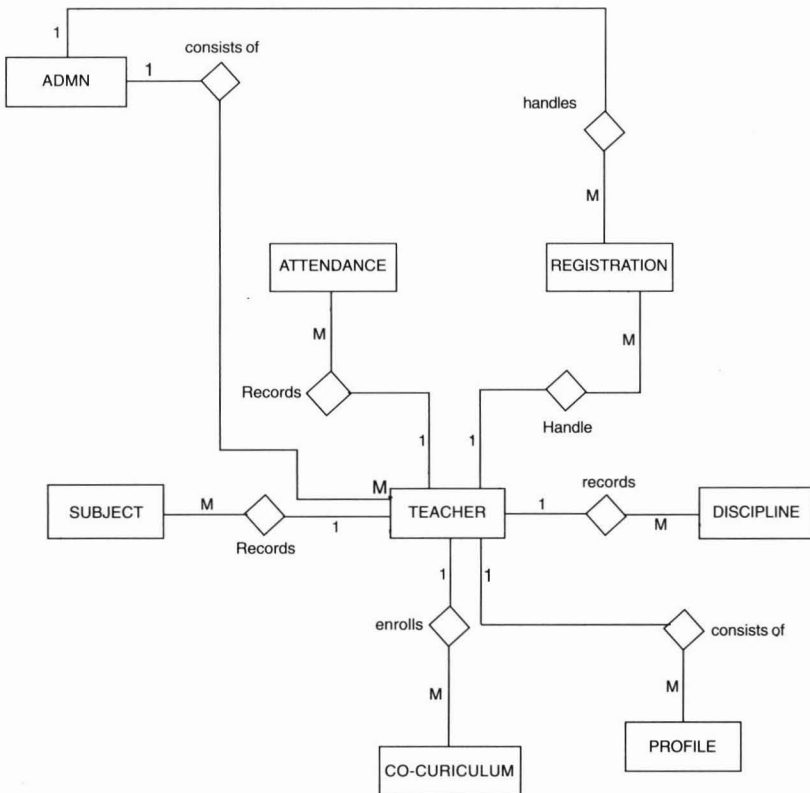 1
consists of
1
ADMN
handles
M
ATTENDANCE
REGISTRATION
M
M
Records
Handle
1
1
M
records
SUBJECT
M
TEACHER
1
DISCIPLINE
1
M
Records
1
1
enrolls
consists of
M
M
PROFILE
CO-CURICULUM